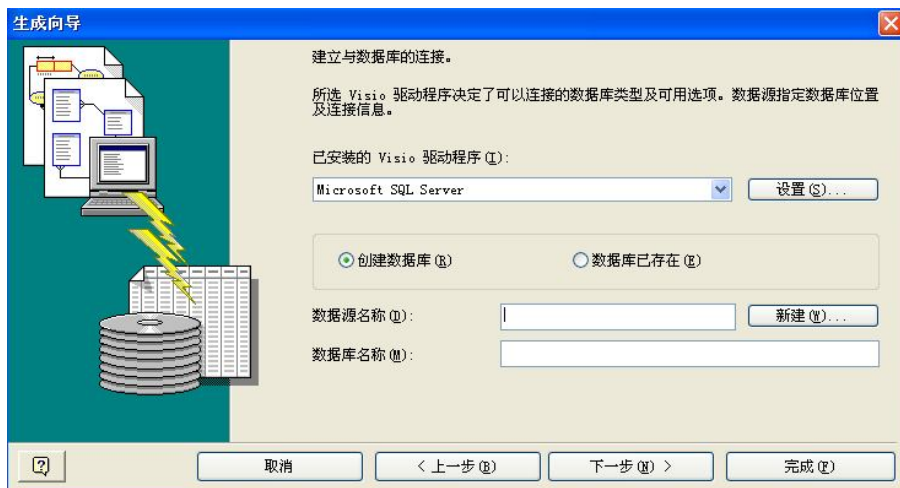 生成向导
建立与数据库的连接。
所选 Visio 驱动程序决定了可以连接的数据库类型及可用选项。数据源指定数据库位置
及连接信息。
已安装的 Visio 驱动程序(I):
Microsoft SQL Server
设置(S)...
创建数据库(R)
数据库已存在(E)
数据源名称(D):
新建(W)...
数据库名称(M):
取消
< 上一步(B)
下一步(N) >
完成(F)